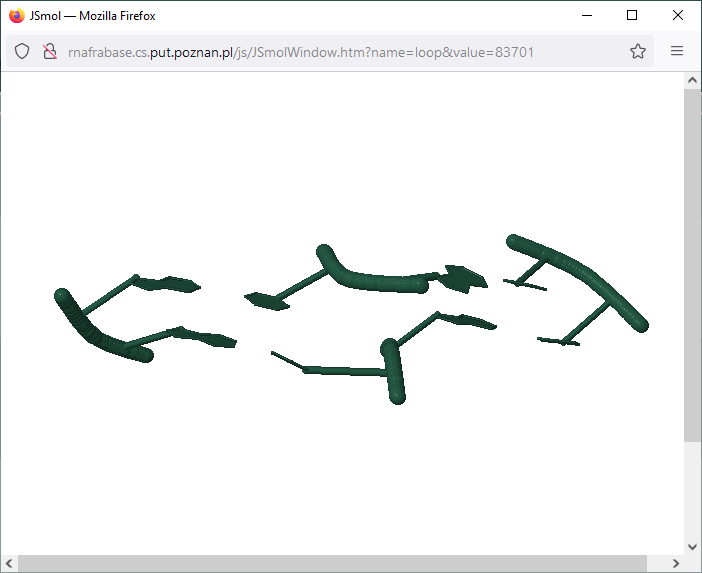 JSmol — Mozilla Firefox
rnafrabase.cs.put.poznan.pl/js/JSmolWindow.htm?name=loop&value=83701